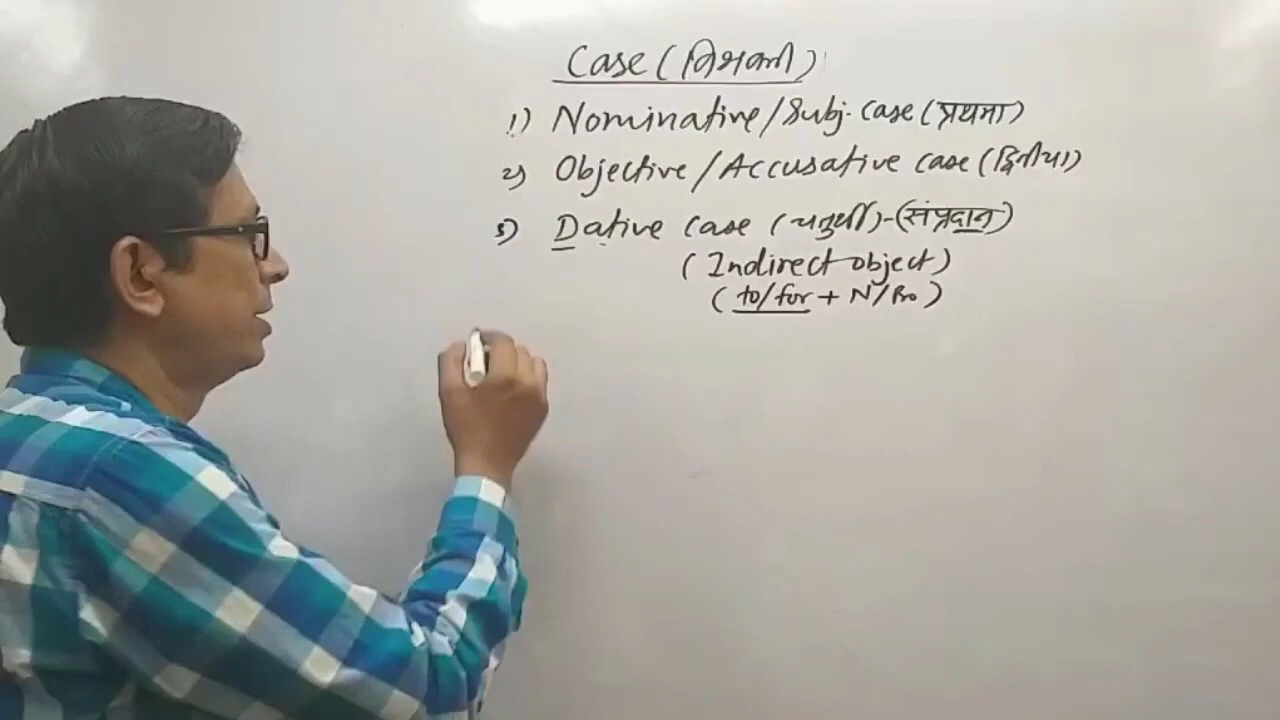 Case (विभक्ती)
1) Nominative/Subj. case (प्रथमा)
2) Objective/Accusative case (द्वितीया)
3) Dative case (चतुर्थी)-(संप्रदान)
(Indirect object)
(to/for + N/Pro)